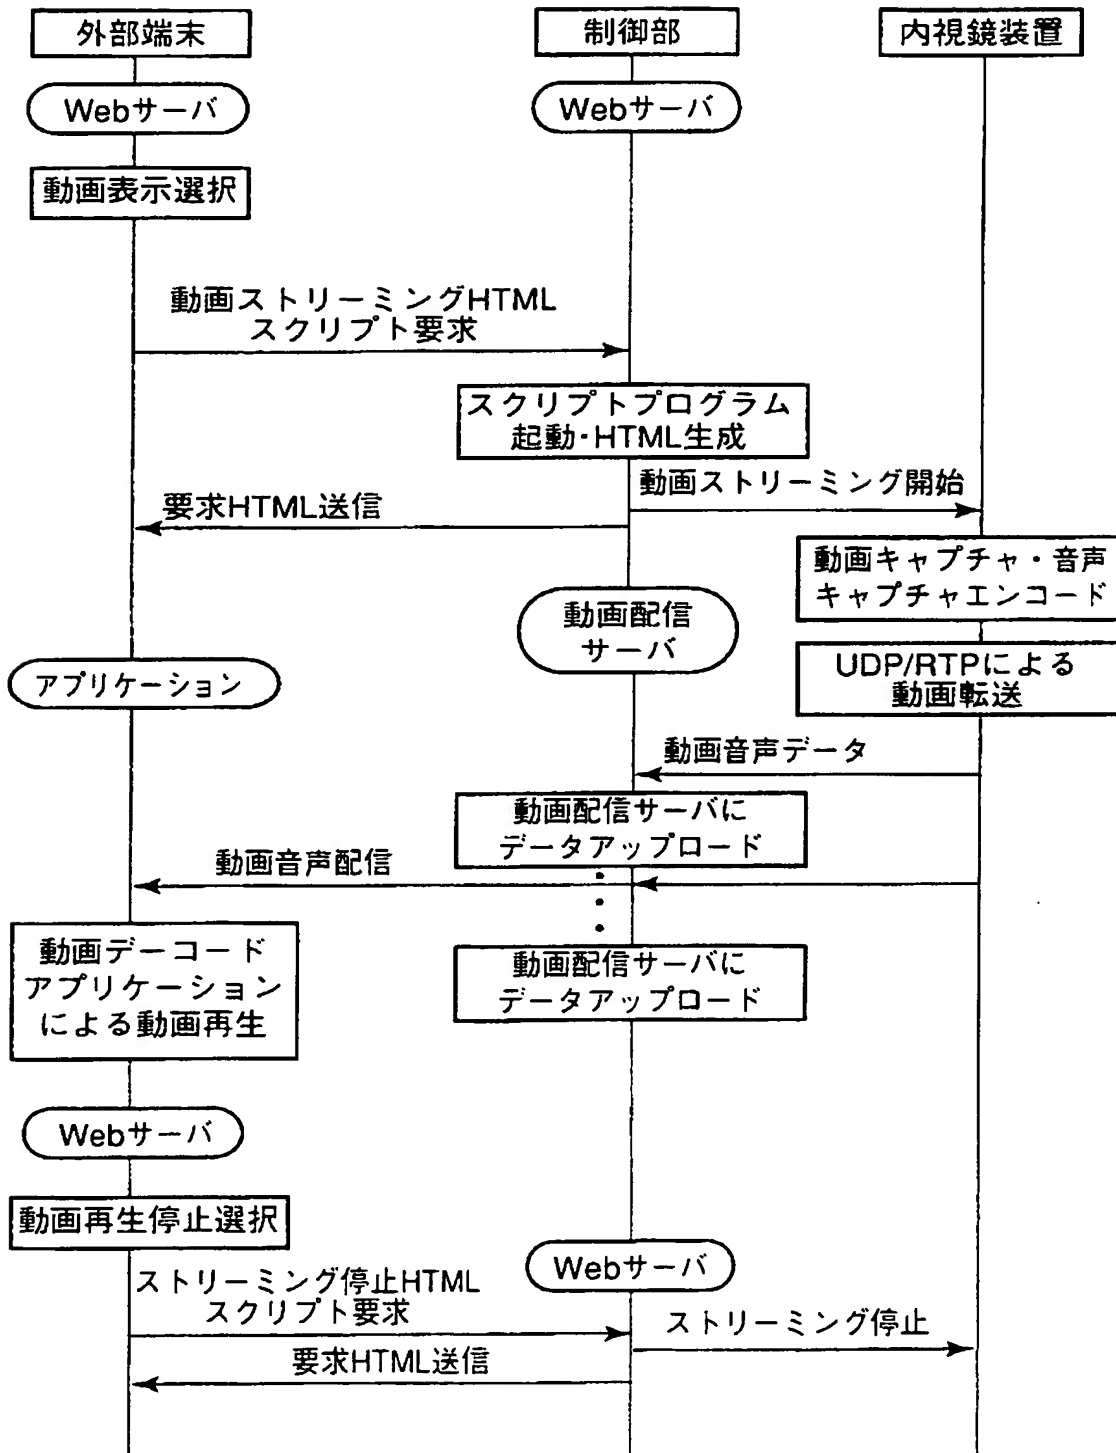 外部端末
制御部
内視鏡装置
Webサーバ
Webサーバ
動画表示選択
動画ストリーミングHTML
スクリプト要求
スクリプトプログラム
起動・HTML生成
動画ストリーミング開始
要求HTML送信
動画キャプチャ・音声
キャプチャエンコード
動画配信
サーバ
UDP/RTPによる
動画転送
アプリケーション
動画音声データ
動画配信サーバに
データアップロード
動画音声配信
動画デーコード
アプリケーション
による動画再生
動画配信サーバに
データアップロード
Webサーバ
動画再生停止選択
Webサーバ
ストリーミング停止HTML
スクリプト要求
ストリーミング停止
要求HTML送信